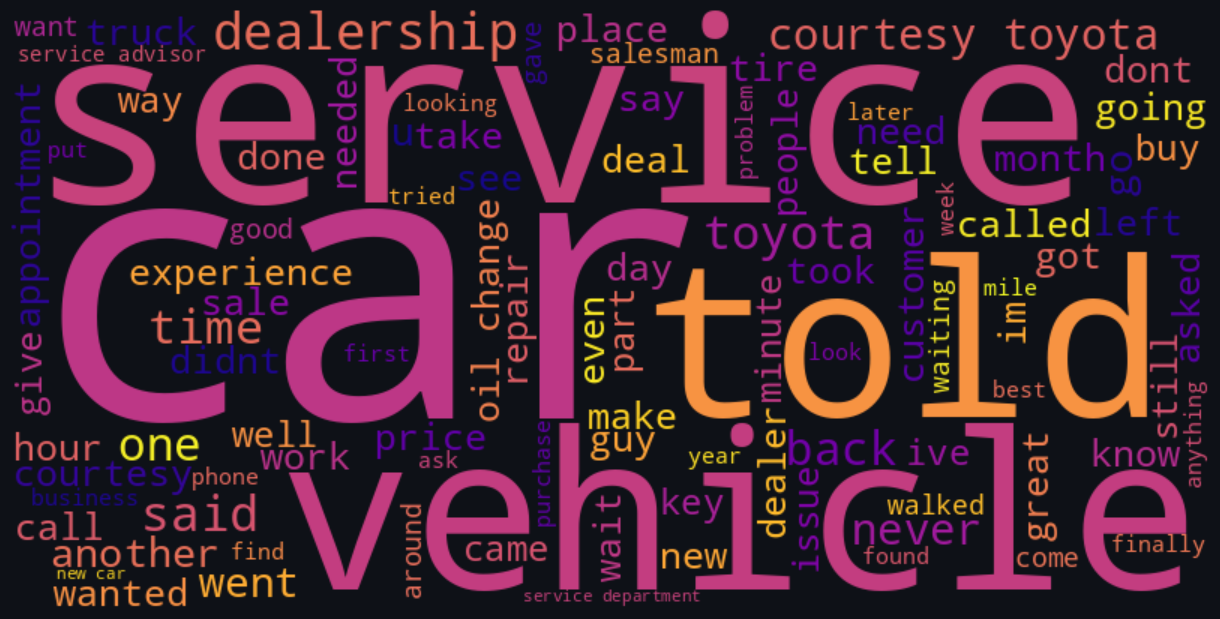 want
truck
dealership
gave
place
courtesy toyota
service advisor
salesman
tire
dont
service
appointment
way
needed
looking
say
problem
people
later
going
put
done
u
take
deal
need
tell
month
go
buy
tried
see
week
car
good
oil change
toyota
customer
called
left
experience
repair
day
took
got
asked
sale
even
part
told
minute
waiting
mile
im
time
didnt
first
look
still
give
best
anything
hour
one
well
work
price
ask
purchase
make
guy
year
dealer
back
ive
know
courtesy
phone
business
vehicle
wait
key
issue
walked
never
great
call
said
around
came
new
found
come
finally
another
find
new car
wanted
went
service department